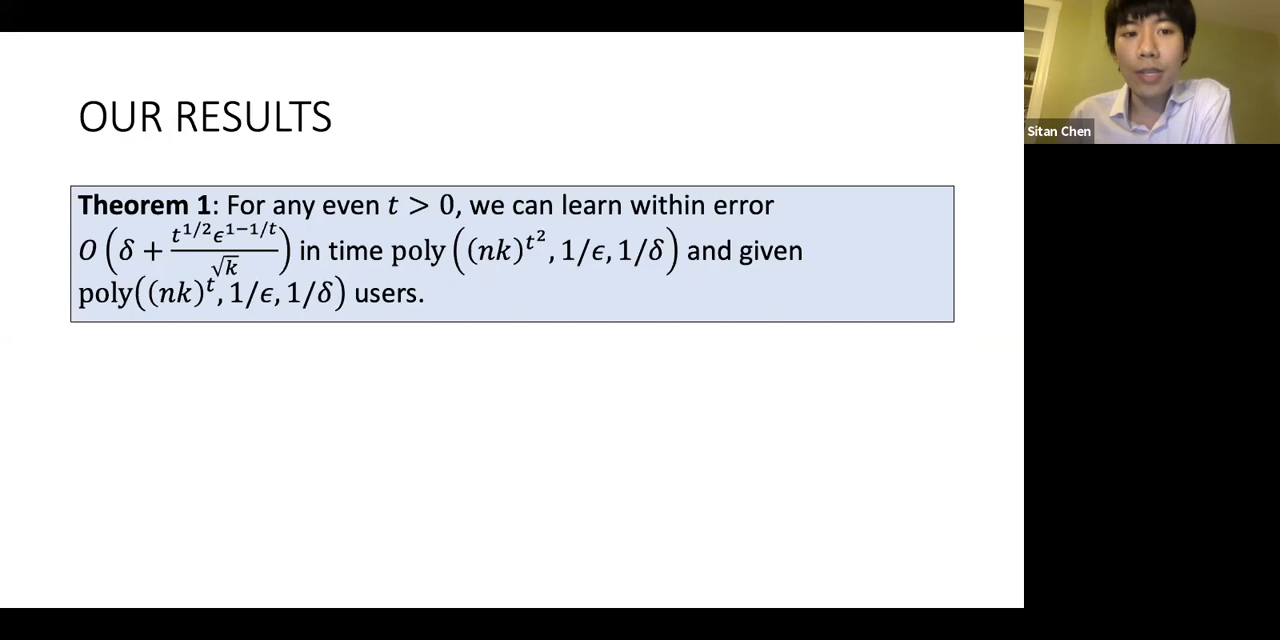 OUR RESULTS
Theorem 1: For any even t > 0, we can learn within error
O(δ + t^{1/2}ϵ^{1−1/t}/√k) in time poly((nk)^{t^2}, 1/ϵ, 1/δ) and given
poly((nk)^t, 1/ϵ, 1/δ) users.
Sitan Chen